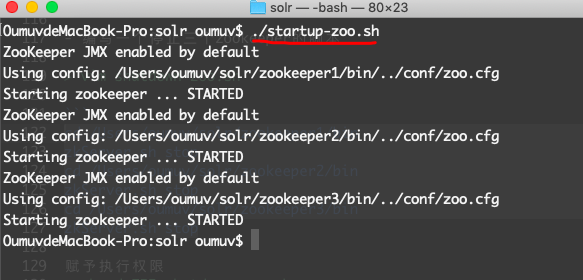 solr — -bash — 80×23
OumuvdeMacBook-Pro:solr oumuv$ ./startup-zoo.sh
ZooKeeper JMX enabled by default
Using config: /Users/oumuv/solr/zookeeper1/bin/../conf/zoo.cfg
Starting zookeeper ... STARTED
ZooKeeper JMX enabled by default
Using config: /Users/oumuv/solr/zookeeper2/bin/../conf/zoo.cfg
Starting zookeeper ... STARTED
ZooKeeper JMX enabled by default
Using config: /Users/oumuv/solr/zookeeper3/bin/../conf/zoo.cfg
Starting zookeeper ... STARTED
OumuvdeMacBook-Pro:solr oumuv$
129 赋予执行权限